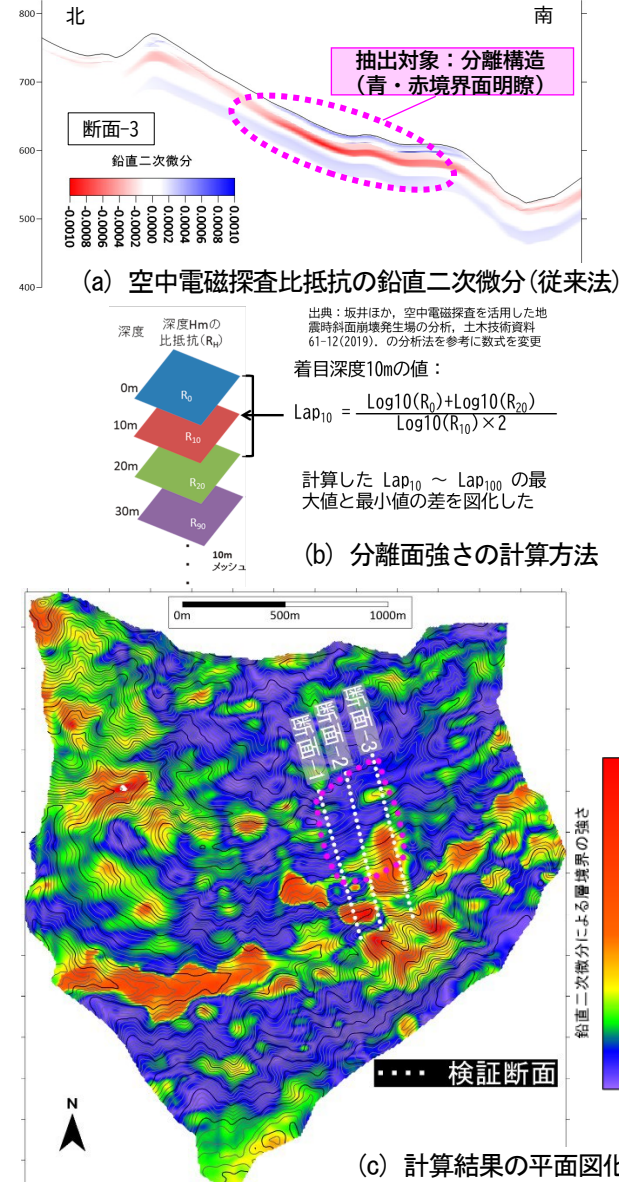 北
南
抽出対象：分離構造
（青・赤境界面明瞭）
800
700
600
500
400
断面-3
鉛直二次微分
-0.0010
-0.0008
-0.0006
-0.0004
-0.0002
0.0000
0.0002
0.0004
0.0006
0.0008
0.0010
(a) 空中電磁探査比抵抗の鉛直二次微分(従来法)
深度
深度Hmの
比抵抗(R_H)
0m
R₀
10m
R₁₀
20m
R₂₀
30m
R₉₀
10m
メッシュ
出典：坂井ほか，空中電磁探査を活用した地
震時斜面崩壊発生場の分析，土木技術資料
61-12(2019)．の分析法を参考に数式を変更
着目深度10mの値：
Lap₁₀ = Log10(R₀)+Log10(R₂₀)
Log10(R₁₀)×2
計算した Lap₁₀ ～ Lap₁₀₀ の最
大値と最小値の差を図化した
(b) 分離面強さの計算方法
0m 500m 1000m
断面-1
断面-2
断面-3
鉛直二次微分による層境界の強さ
検証断面
N
(c) 計算結果の平面図化